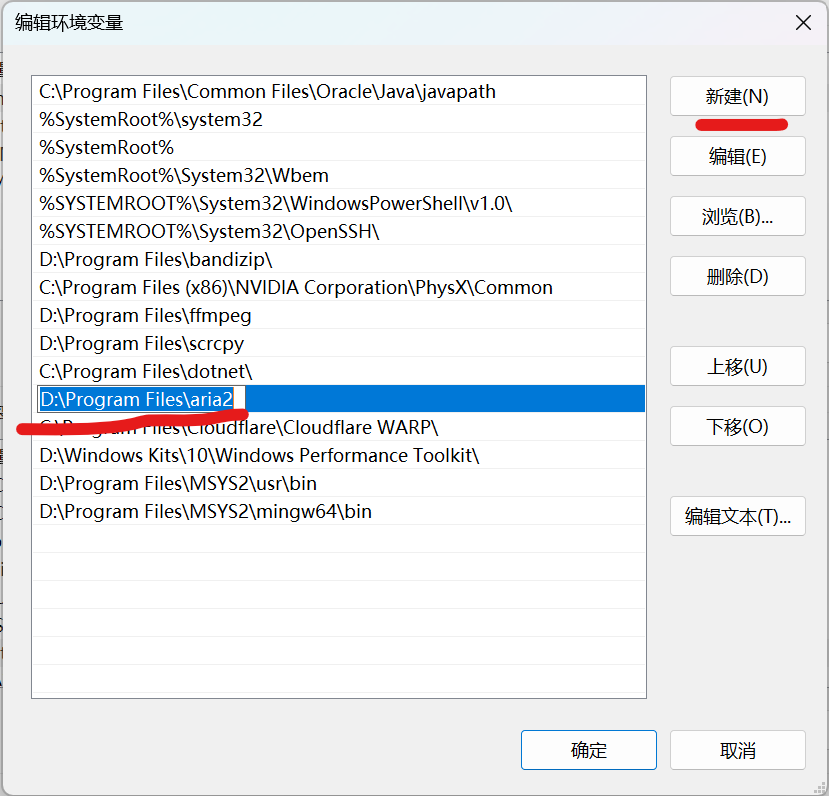 编辑环境变量
C:\Program Files\Common Files\Oracle\Java\javapath
%SystemRoot%\system32
%SystemRoot%
%SystemRoot%\System32\Wbem
%SYSTEMROOT%\System32\WindowsPowerShell\v1.0\
%SYSTEMROOT%\System32\OpenSSH\
D:\Program Files\bandizip\
C:\Program Files (x86)\NVIDIA Corporation\PhysX\Common
D:\Program Files\ffmpeg
D:\Program Files\scrcpy
C:\Program Files\dotnet\
D:\Program Files\aria2
C:\Program Files\Cloudflare\Cloudflare WARP\
D:\Windows Kits\10\Windows Performance Toolkit\
D:\Program Files\MSYS2\usr\bin
D:\Program Files\MSYS2\mingw64\bin
新建(N)
编辑(E)
浏览(B)...
删除(D)
上移(U)
下移(O)
编辑文本(T)...
确定
取消